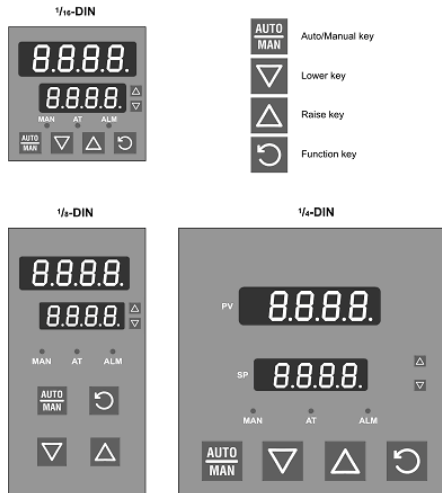 1/16-DIN
8.8.8.8.
8.8.8.8.
MAN AT ALM
AUTO
MAN
AUTO
MAN
Auto/Manual key
Lower key
Raise key
Function key
1/8-DIN
8.8.8.8.
8.8.8.8.
MAN AT ALM
AUTO
MAN
1/4-DIN
PV 8.8.8.8.
SP 8.8.8.8.
MAN AT ALM
AUTO
MAN